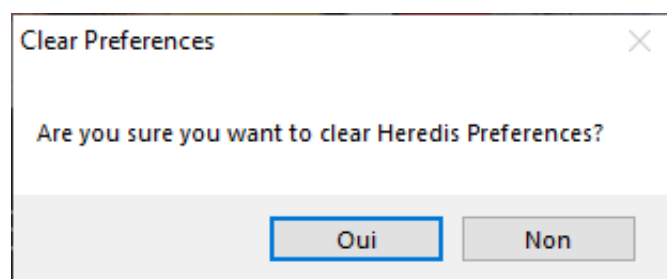 Clear Preferences
Are you sure you want to clear Heredis Preferences?
Oui Non